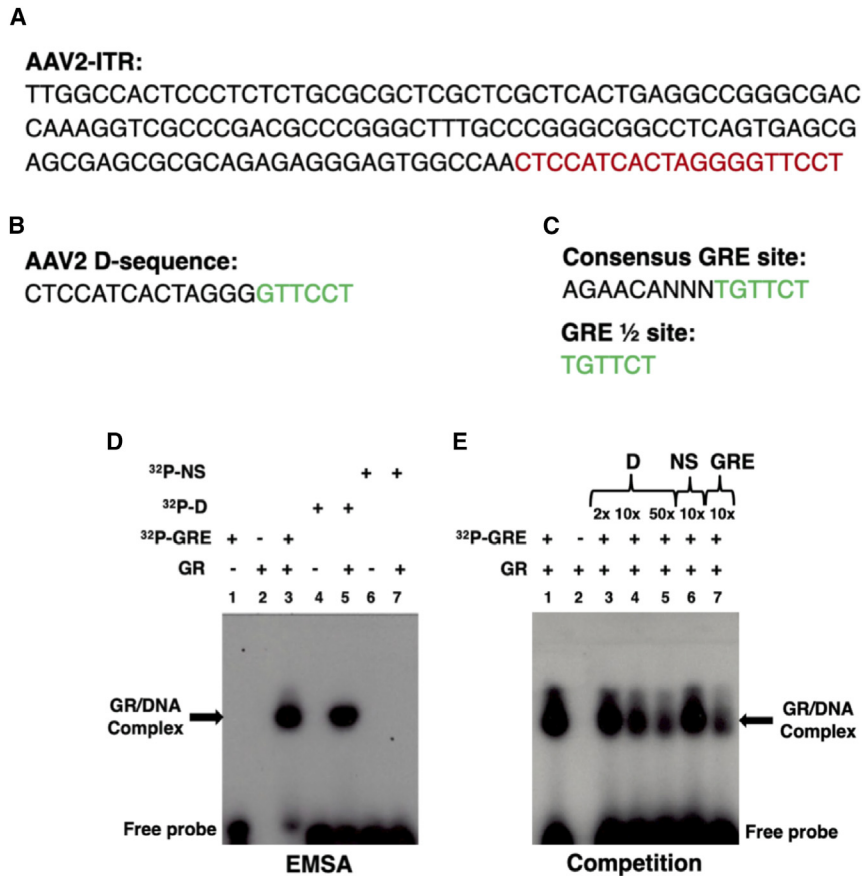 A
AAV2-ITR:
TTGGCCACTCCCTCTCTGCGCGCTCGCTCGCTCACTGAGGCCGGGCGAC
CAAAGGTCGCCCGACGCCCGGGCTTTGCCCGGGCGGCCTCAGTGAGCG
AGCGAGCGCGCAGAGAGGGAGTGGCCAACTCCATCACTAGGGGTTCCT
B
AAV2 D-sequence:
CTCCATCACTAGGGGTTCCT
C
Consensus GRE site:
AGAACANNNTGTTCT
GRE ½ site:
TGTTCT
D
32P-NS + +
32P-D + +
32P-GRE + - +
GR - + + - + - +
1 2 3 4 5 6 7
GR/DNA
Complex
Free probe
EMSA
E
D NS GRE
2x 10x 50x 10x 10x
32P-GRE + - + + + + +
GR + + + + + + +
1 2 3 4 5 6 7
GR/DNA
Complex
Free probe
Competition